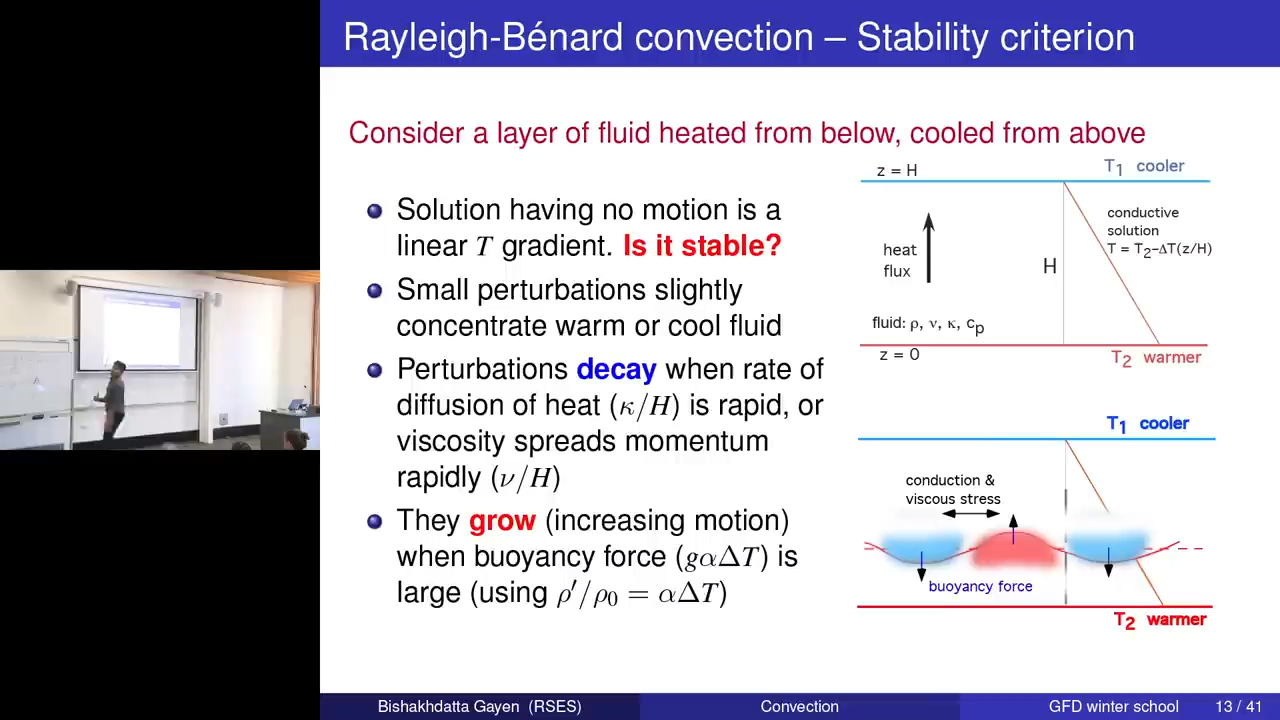 Rayleigh-Bénard convection – Stability criterion
Consider a layer of fluid heated from below, cooled from above
Solution having no motion is a
linear T gradient. Is it stable?
Small perturbations slightly
concentrate warm or cool fluid
Perturbations decay when rate of
diffusion of heat (κ/H) is rapid, or
viscosity spreads momentum
rapidly (ν/H)
They grow (increasing motion)
when buoyancy force (gαΔT) is
large (using ρ′/ρ₀ = αΔT)
z = H
T₁ cooler
conductive
solution
T = T₂–ΔT(z/H)
heat
flux
H
fluid: ρ, ν, κ, cₚ
z = 0
T₂ warmer
T₁ cooler
conduction &
viscous stress
buoyancy force
T₂ warmer
Bishakhdatta Gayen (RSES)
Convection
GFD winter school
13 / 41